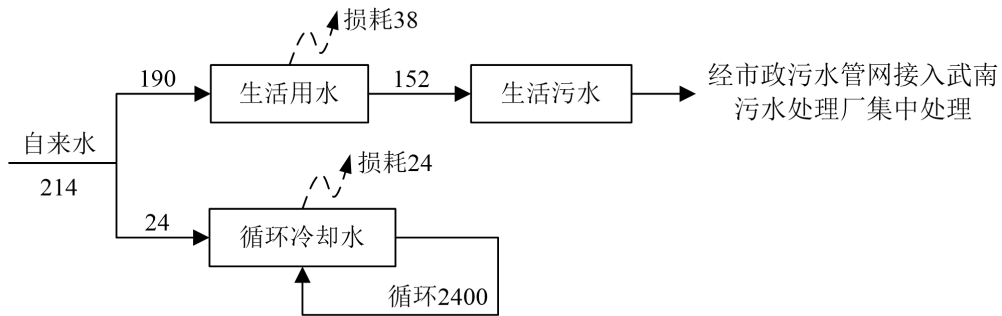 损耗38
190
生活用水
152
生活污水
经市政污水管网接入武南
污水处理厂集中处理
自来水
214
损耗24
24
循环冷却水
循环2400